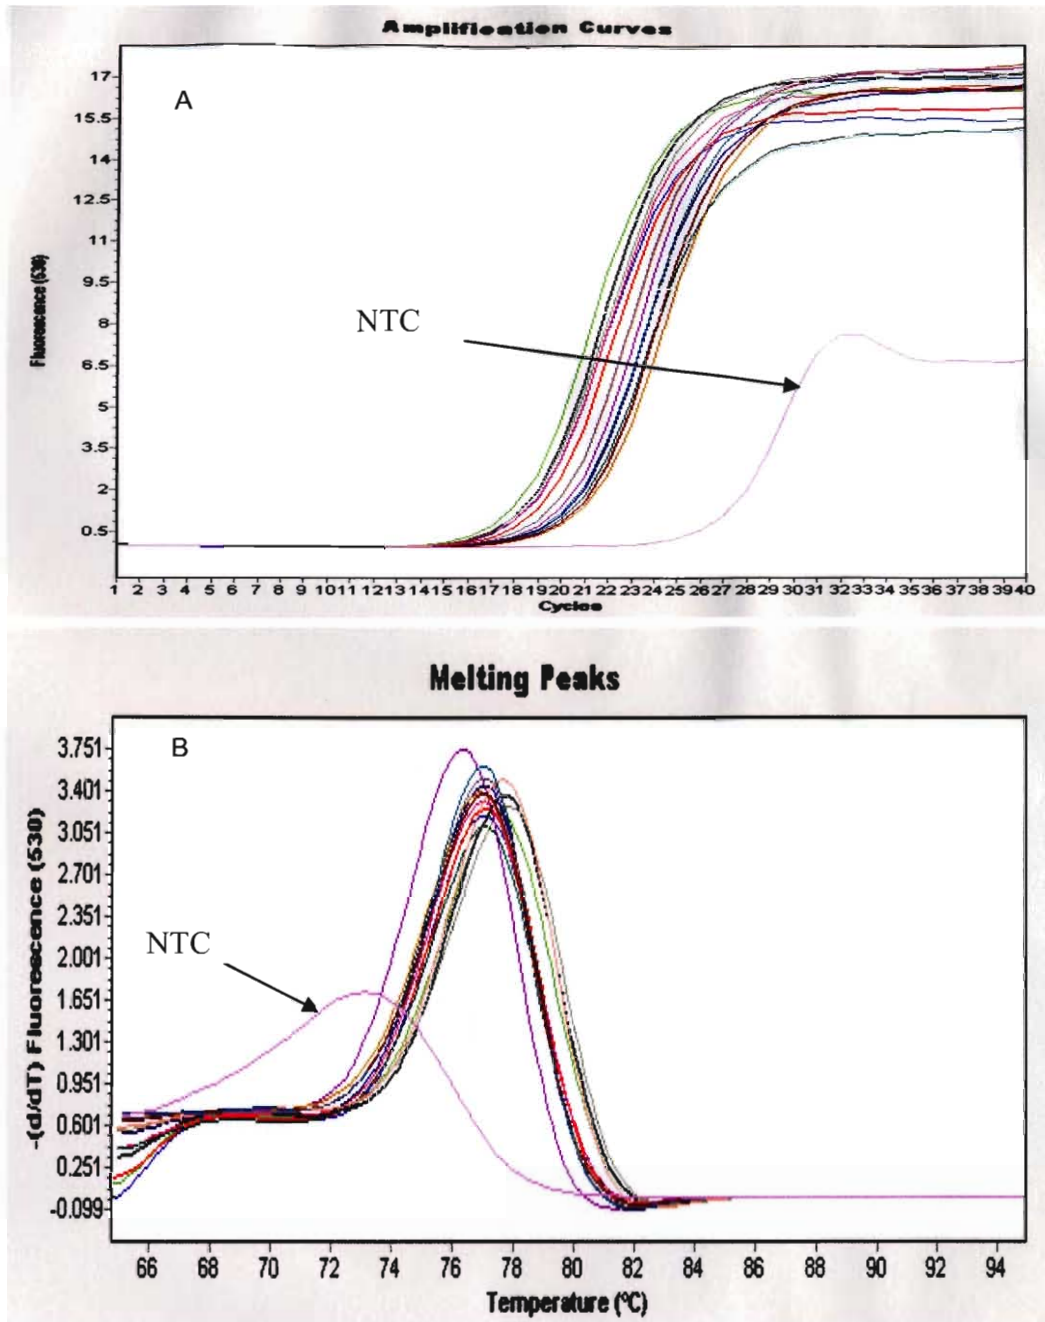 Amplification Curves
A
17
15.5
14
12.5
11
9.5
8
6.5
5
3.5
2
0.5
Fluorescence (530)
NTC
1 2 3 4 5 6 7 8 9 10 11 12 13 14 15 16 17 18 19 20 21 22 23 24 25 26 27 28 29 30 31 32 33 34 35 36 37 38 39 40
Cycles
Melting Peaks
B
3.751
3.401
3.051
2.701
2.351
2.001
1.651
1.301
0.951
0.601
0.251
-0.099
-(d/dT) Fluorescence (530)
NTC
66 68 70 72 74 76 78 80 82 84 86 88 90 92 94
Temperature (ºC)